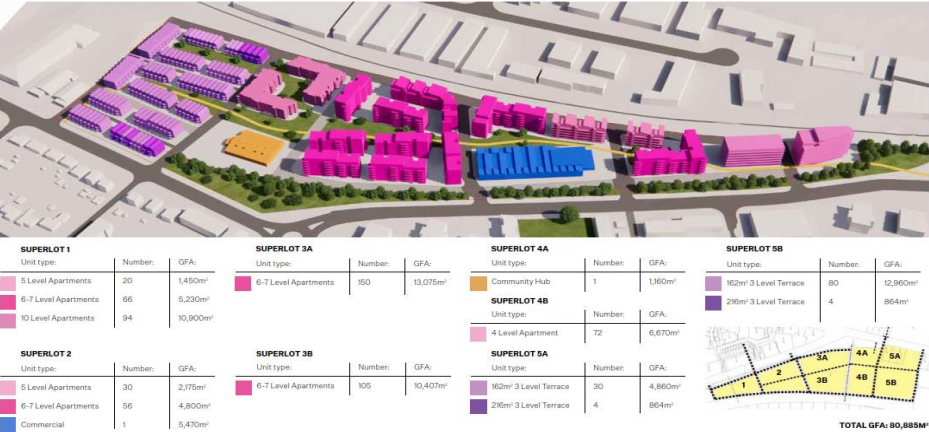 SUPERLOT 1
Unit type: Number: GFA:
5 Level Apartments 20 1,450m²
6-7 Level Apartments 66 5,230m²
10 Level Apartments 94 10,900m²
SUPERLOT 2
Unit type: Number: GFA:
5 Level Apartments 30 2,175m²
6-7 Level Apartments 56 4,800m²
Commercial 1 5,470m²
SUPERLOT 3A
Unit type: Number: GFA:
6-7 Level Apartments 150 13,075m²
SUPERLOT 3B
Unit type: Number: GFA:
6-7 Level Apartments 105 10,407m²
SUPERLOT 4A
Unit type: Number: GFA:
Community Hub 1 1,160m²
SUPERLOT 4B
Unit type: Number: GFA:
4 Level Apartment 72 6,670m²
SUPERLOT 5A
Unit type: Number: GFA:
162m² 3 Level Terrace 30 4,860m²
216m² 3 Level Terrace 4 864m²
SUPERLOT 5B
Unit type: Number: GFA:
162m² 3 Level Terrace 80 12,960m²
216m² 3 Level Terrace 4 864m²
1
2
3A
3B
4A
4B
5A
5B
TOTAL GFA: 80,885M²